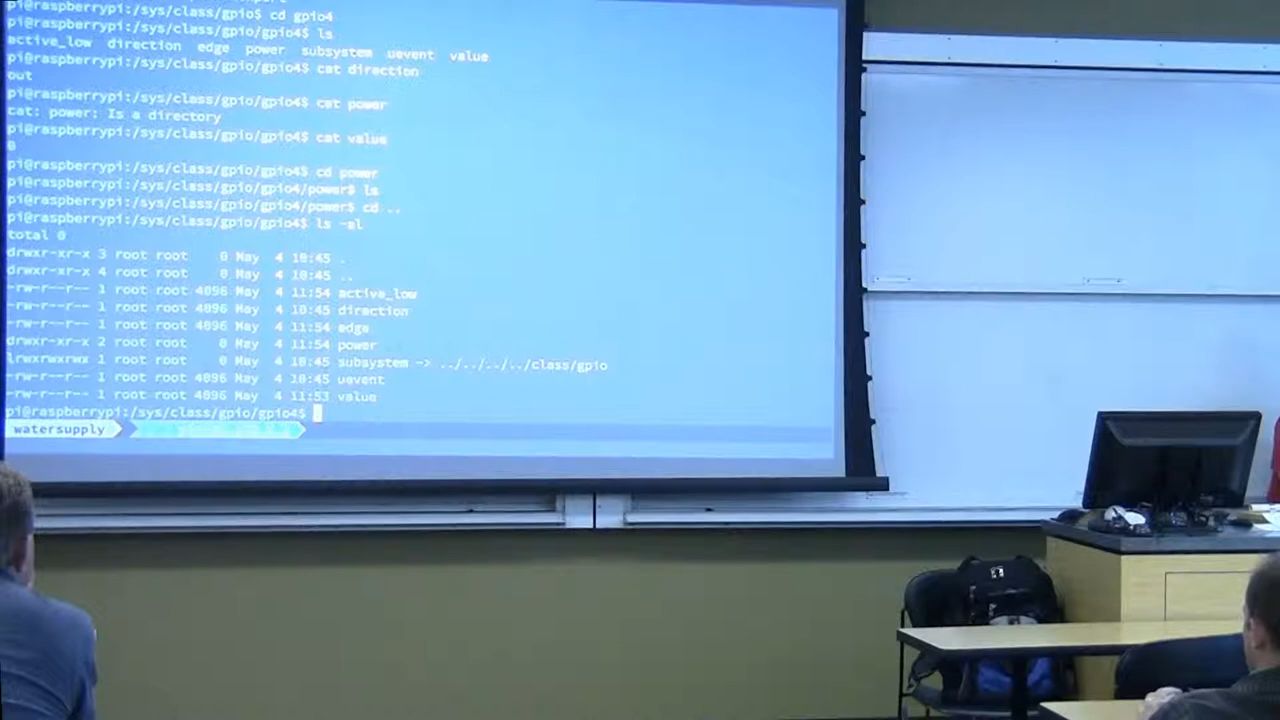 pi@raspberrypi:/sys/class/gpio$ cd gpio4
pi@raspberrypi:/sys/class/gpio/gpio4$ ls
active_low direction edge power subsystem uevent value
pi@raspberrypi:/sys/class/gpio/gpio4$ cat direction
out
pi@raspberrypi:/sys/class/gpio/gpio4$ cat power
cat: power: Is a directory
pi@raspberrypi:/sys/class/gpio/gpio4$ cat value
0
pi@raspberrypi:/sys/class/gpio/gpio4$ cd power
pi@raspberrypi:/sys/class/gpio/gpio4/power$ ls
pi@raspberrypi:/sys/class/gpio/gpio4/power$ cd ..
pi@raspberrypi:/sys/class/gpio/gpio4$ ls -al
total 0
drwxr-xr-x 3 root root 0 May 4 10:45 .
drwxr-xr-x 4 root root 0 May 4 10:45 ..
-rw-r--r-- 1 root root 4096 May 4 11:54 active_low
-rw-r--r-- 1 root root 4096 May 4 10:45 direction
-rw-r--r-- 1 root root 4096 May 4 11:54 edge
drwxr-xr-x 2 root root 0 May 4 11:54 power
lrwxrwxrwx 1 root root 0 May 4 10:45 subsystem -> ../../../../class/gpio
-rw-r--r-- 1 root root 4096 May 4 10:45 uevent
-rw-r--r-- 1 root root 4096 May 4 11:53 value
pi@raspberrypi:/sys/class/gpio/gpio4$
watersupply